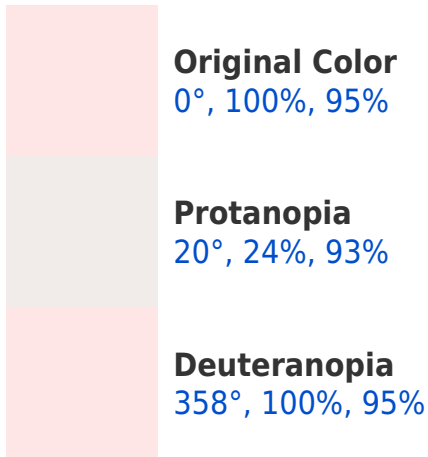 Original Color
0°, 100%, 95%
Protanopia
20°, 24%, 93%
Deuteranopia
358°, 100%, 95%